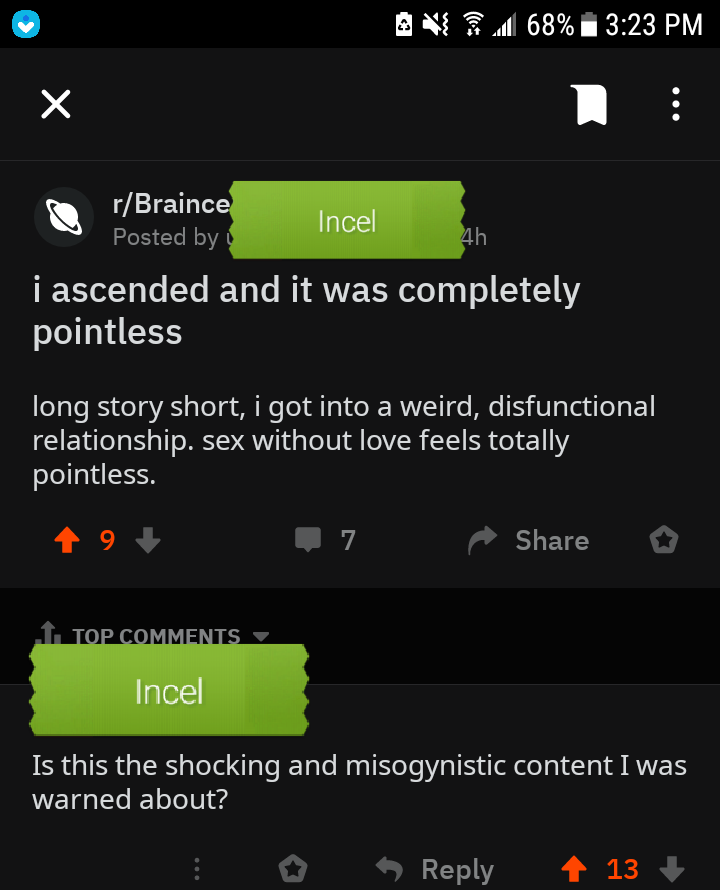 68% 3:23 PM
r/Braince
Incel
Posted by u
4h
i ascended and it was completely
pointless
long story short, i got into a weird, disfunctional
relationship. sex without love feels totally
pointless.
9 7 Share
TOP COMMENTS
Incel
Is this the shocking and misogynistic content I was
warned about?
Reply 13